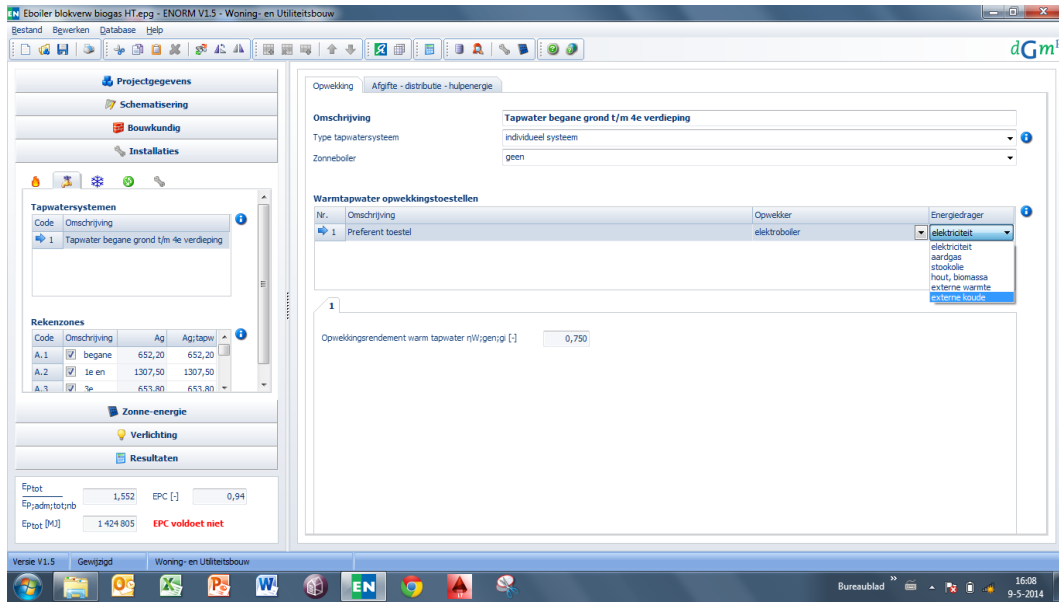 Eboiler blokverw biogas HT.epg - ENORM V1.5 - Woning- en Utiliteitsbouw
Bestand Bewerken Database Help
dGmR
Projectgegevens
Schematisering
Bouwkundig
Installaties
Tapwatersystemen
Code Omschrijving
1 Tapwater begane grond t/m 4e verdieping
Rekenzones
Code Omschrijving Ag Ag;tapw
A.1 begane 652,20 652,20
A.2 1e en 1307,50 1307,50
A.3 3e 653,80 653,80
Zonne-energie
Verlichting
Resultaten
EPtot
EP;adm;tot;nb
1,552 EPC [-] 0,94
EPtot [MJ] 1 424 805 EPC voldoet niet
Opwekking Afgifte - distributie - hulpenergie
Omschrijving Tapwater begane grond t/m 4e verdieping
Type tapwatersysteem individueel systeem
Zonneboiler geen
Warmtapwater opwekkingstoestellen
Nr. Omschrijving Opwekker Energiedrager
1 Preferent toestel elektroboiler elektriciteit
elektriciteit
aardgas
stookolie
hout, biomassa
externe warmte
externe koude
1
Opwekkingsrendement warm tapwater ηW;gen;gi [-] 0,750
Versie V1.5 Gewijzigd Woning- en Utiliteitsbouw
EN
Bureaublad » 16:08
9-5-2014